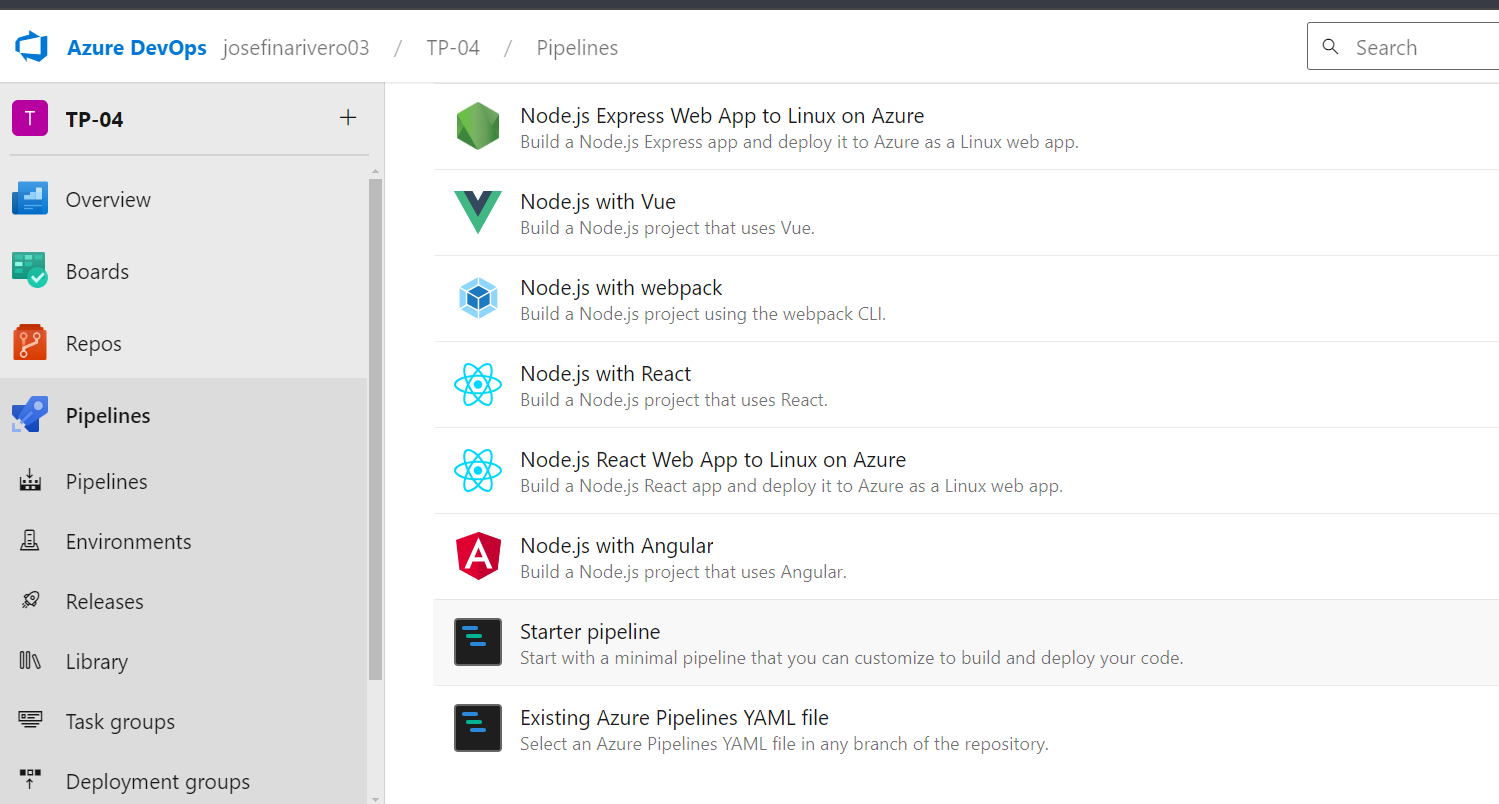 Azure DevOps josefinarivero03 / TP-04 / Pipelines
Search
T TP-04 +
Overview
Boards
Repos
Pipelines
Pipelines
Environments
Releases
Library
Task groups
Deployment groups
Node.js Express Web App to Linux on Azure
Build a Node.js Express app and deploy it to Azure as a Linux web app.
Node.js with Vue
Build a Node.js project that uses Vue.
Node.js with webpack
Build a Node.js project using the webpack CLI.
Node.js with React
Build a Node.js project that uses React.
Node.js React Web App to Linux on Azure
Build a Node.js React app and deploy it to Azure as a Linux web app.
A
Node.js with Angular
Build a Node.js project that uses Angular.
Starter pipeline
Start with a minimal pipeline that you can customize to build and deploy your code.
Existing Azure Pipelines YAML file
Select an Azure Pipelines YAML file in any branch of the repository.